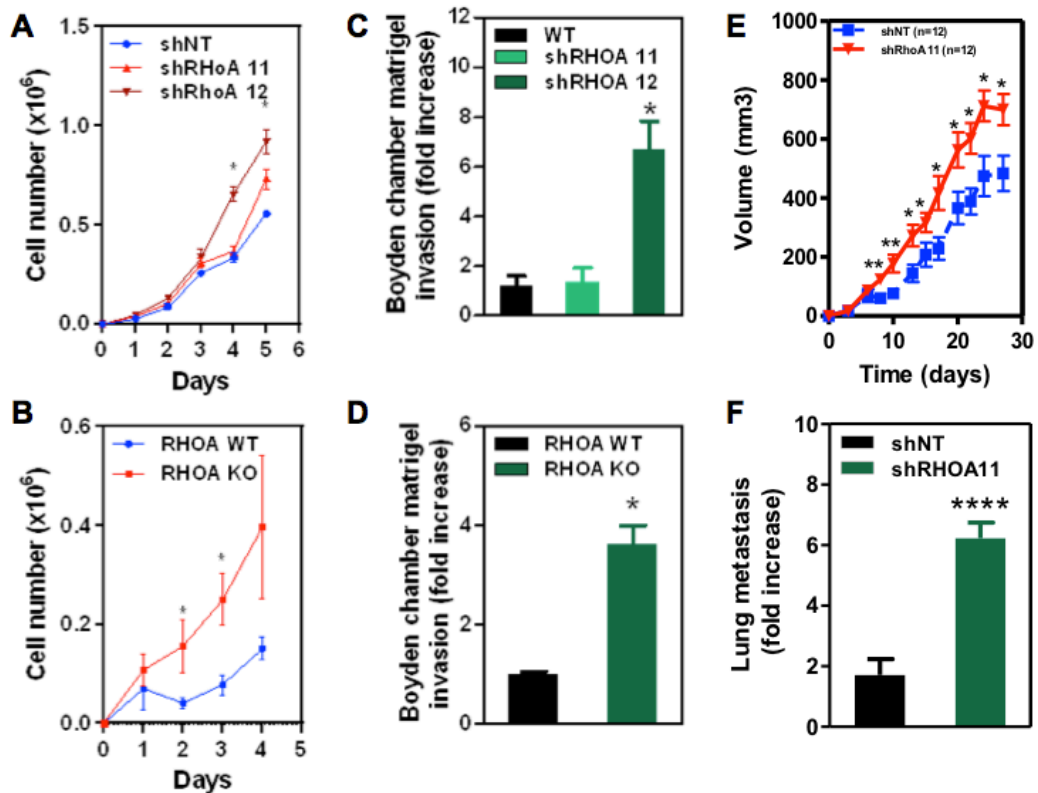 A
shNT
shRHoA 11
shRhoA 12
Cell number (x10⁶)
1.0
0.5
0.0
0 1 2 3 4 5 6
Days
* *
B
RHOA WT
RHOA KO
Cell number (x10⁶)
0.6
0.4
0.2
0.0
0 1 2 3 4 5
Days
* *
C
WT
shRHOA 11
shRHOA 12
Boyden chamber matrigel
invasion (fold increase)
12
10
8
6
4
2
0
*
D
RHOA WT
RHOA KO
Boyden chamber matrigel
invasion (fold increase)
6
4
2
0
*
E
shNT (n=12)
shRhoA 11 (n=12)
Volume (mm3)
1000
800
600
400
200
0
0 10 20 30
Time (days)
** ** * * * * * * *
F
shNT
shRHOA11
Lung metastasis
(fold increase)
10
8
6
4
2
0
****